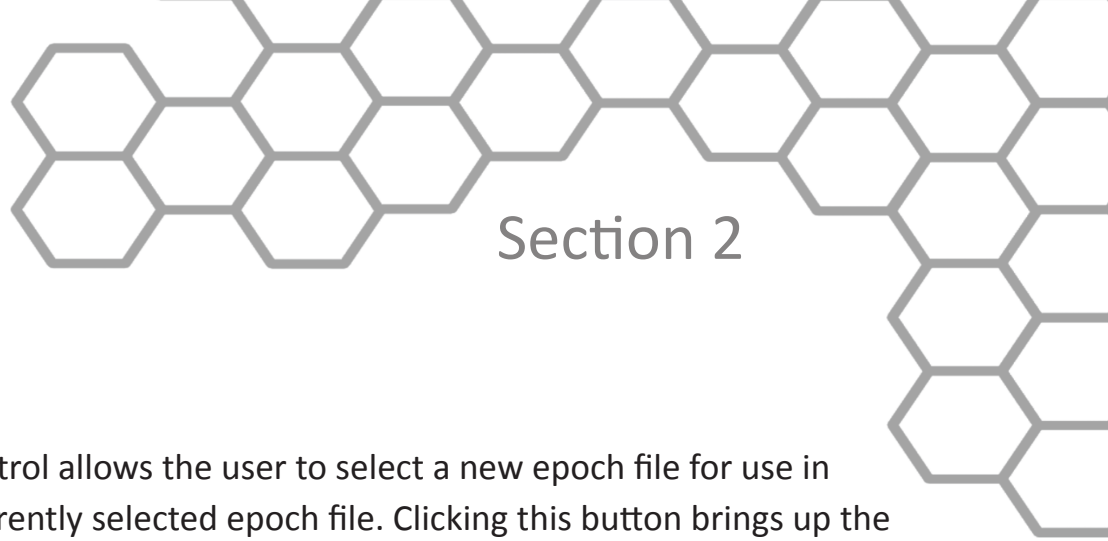 Section 2
trol allows the user to select a new epoch file for use in
rently selected epoch file. Clicking this button brings up the